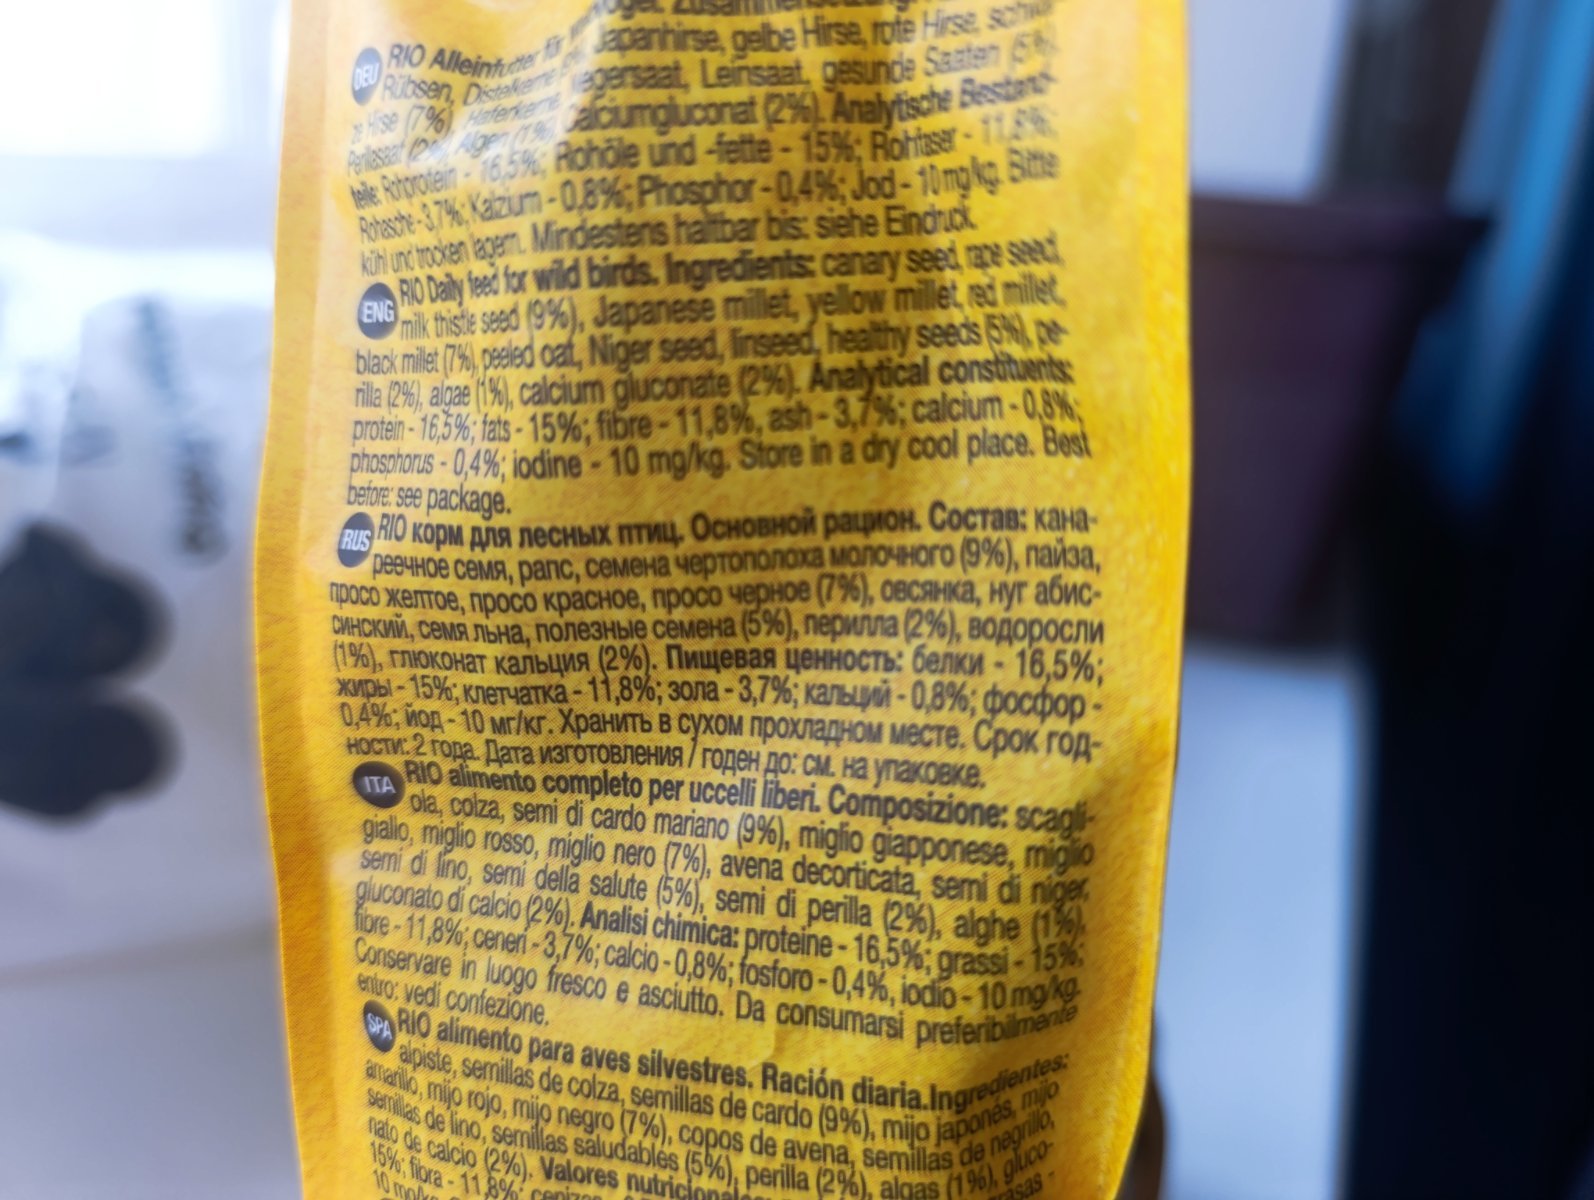 DEU RIO Alleinfutter für
Japanhirse, gelbe Hirse, rote Hirse,
Rübsen, Distelkerne Negersaat, Leinsaat, gesunde Saaten (5%),
ze Hirse (7%), Haferkerne
Perillasaat (2%), Algen (1%), Calciumgluconat (2%). Analytische Bestand-
teile: Rohprotein - 16,5%; Rohöle und -fette - 15%; Rohfaser - 11,8%;
Rohasche - 3,7%; Kalzium - 0,8%; Phosphor - 0,4%; Jod - 10 mg/kg. Bitte
kühl und trocken lagern. Mindestens haltbar bis: siehe Eindruck.
ENG RIO Daily feed for wild birds. Ingredients: canary seed, rape seed,
milk thistle seed (9%), Japanese millet, yellow millet, red millet,
black millet (7%), peeled oat, Niger seed, linseed, healthy seeds (5%), pe-
rilla (2%), algae (1%), calcium gluconate (2%). Analytical constituents:
protein - 16,5%; fats - 15%; fibre - 11,8%, ash - 3,7%; calcium - 0,8%;
phosphorus - 0,4%; iodine - 10 mg/kg. Store in a dry cool place. Best
before: see package.
RUS RIO корм для лесных птиц. Основной рацион. Состав: кана-
реечное семя, рапс, семена чертополоха молочного (9%), пайза,
просо желтое, просо красное, просо черное (7%), овсянка, нуг абис-
синский, семя льна, полезные семена (5%), перилла (2%), водоросли
(1%), глюконат кальция (2%). Пищевая ценность: белки - 16,5%;
жиры - 15%; клетчатка - 11,8%; зола - 3,7%; кальций - 0,8%; фосфор -
0,4%; йод - 10 мг/кг. Хранить в сухом прохладном месте. Срок год-
ности: 2 года. Дата изготовления / годен до: см. на упаковке.
ITA RIO alimento completo per uccelli liberi. Composizione: scagli-
ola, colza, semi di cardo mariano (9%), miglio giapponese, miglio
giallo, miglio rosso, miglio nero (7%), avena decorticata, semi di niger,
semi di lino, semi della salute (5%), semi di perilla (2%), alghe (1%),
gluconato di calcio (2%). Analisi chimica: proteine - 16,5%; grassi - 15%;
fibre - 11,8%; ceneri - 3,7%; calcio - 0,8%; fosforo - 0,4%, iodio - 10 mg/kg.
Conservare in luogo fresco e asciutto. Da consumarsi preferibilmente
entro: vedi confezione.
SPA RIO alimento para aves silvestres. Ración diaria.Ingredientes:
alpiste, semillas de colza, semillas de cardo (9%), mijo japonés, mijo
amarillo, mijo rojo, mijo negro (7%), copos de avena, semillas de negrillo,
semillas de lino, semillas saludables (5%), perilla (2%), algas (1%), gluco-
nato de calcio (2%). Valores
15%; fibra - 11,8%;